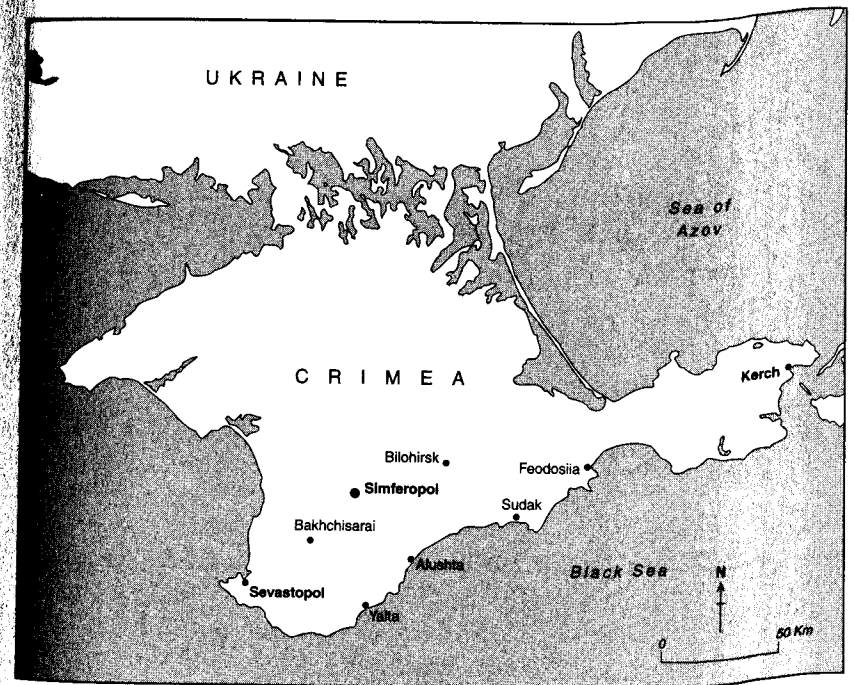 UKRAINE
Sea of
Azov
CRIMEA
Kerch
Bilohirsk
Feodosiia
Simferopol
Sudak
Bakhchisarai
Alushta
Black Sea
N
Sevastopol
Yalta
0
50 Km